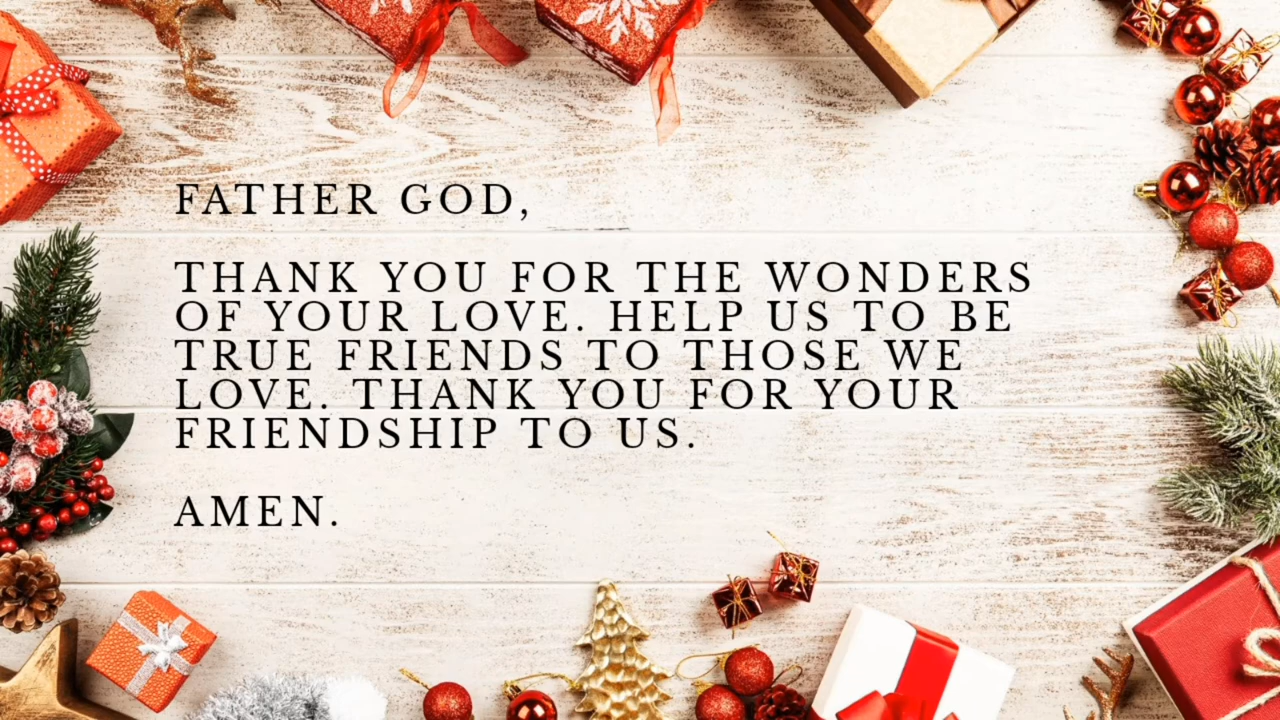 FATHER GOD,
THANK YOU FOR THE WONDERS
OF YOUR LOVE. HELP US TO BE
TRUE FRIENDS TO THOSE WE
LOVE. THANK YOU FOR YOUR
FRIENDSHIP TO US.
AMEN.